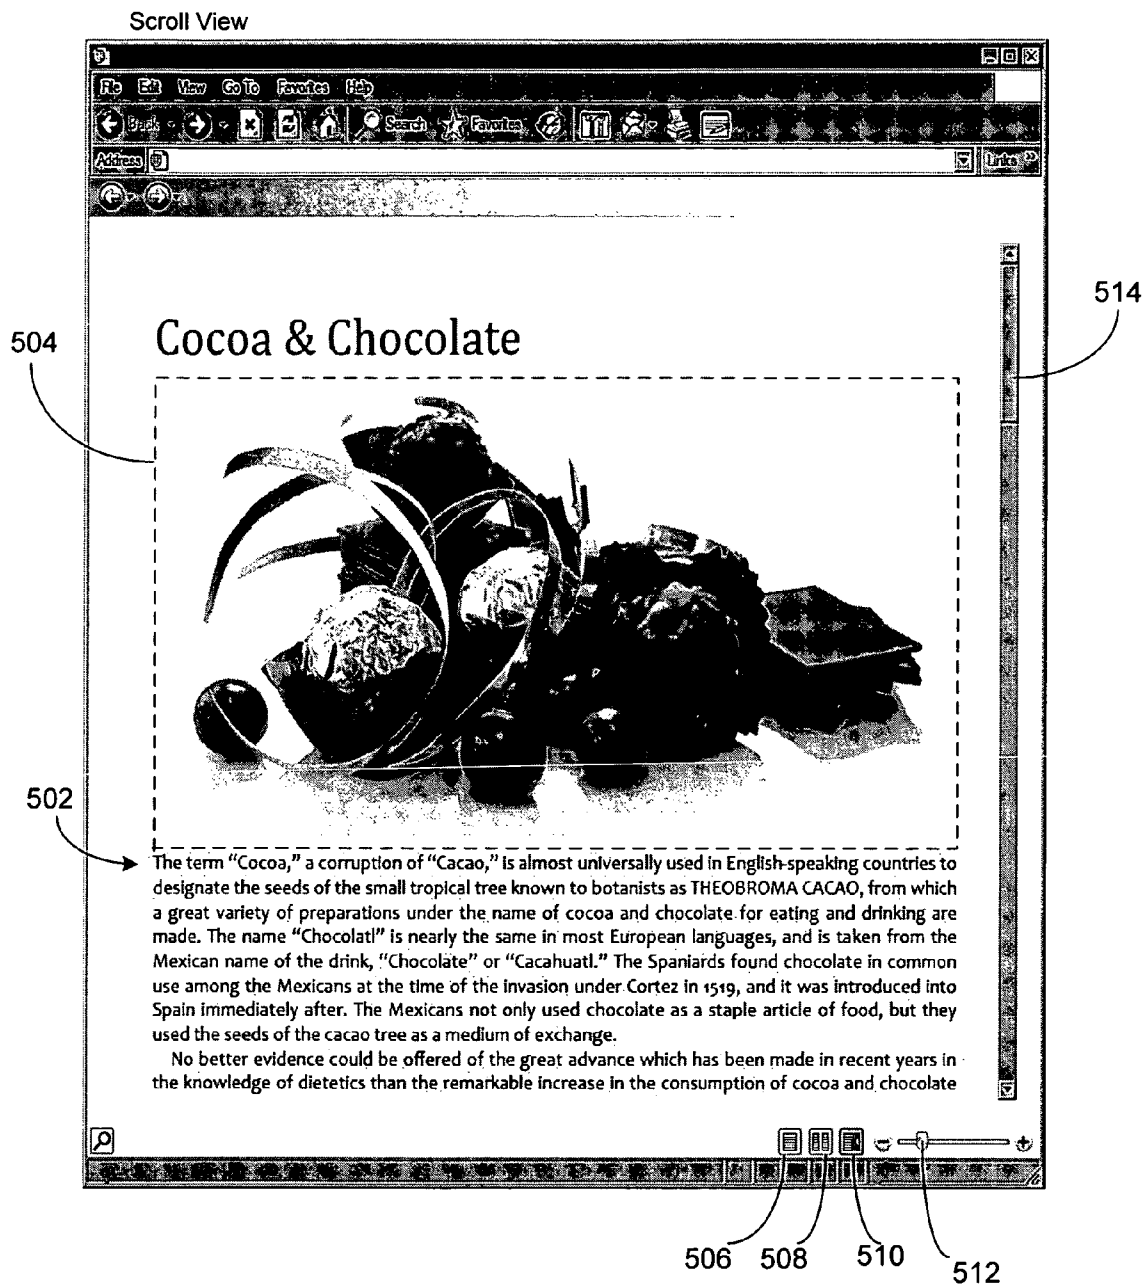 Scroll View
File Edit View Go To Favorites Help
Back Search Favorites
Address Links »
Cocoa & Chocolate
514
504
502
The term “Cocoa,” a corruption of “Cacao,” is almost universally used in English-speaking countries to
designate the seeds of the small tropical tree known to botanists as THEOBROMA CACAO, from which
a great variety of preparations under the name of cocoa and chocolate for eating and drinking are
made. The name “Chocolatl” is nearly the same in most European languages, and is taken from the
Mexican name of the drink, “Chocolate” or “Cacahuatl.” The Spaniards found chocolate in common
use among the Mexicans at the time of the invasion under Cortez in 1519, and it was introduced into
Spain immediately after. The Mexicans not only used chocolate as a staple article of food, but they
used the seeds of the cacao tree as a medium of exchange.
No better evidence could be offered of the great advance which has been made in recent years in
the knowledge of dietetics than the remarkable increase in the consumption of cocoa and chocolate
506 508 510 512